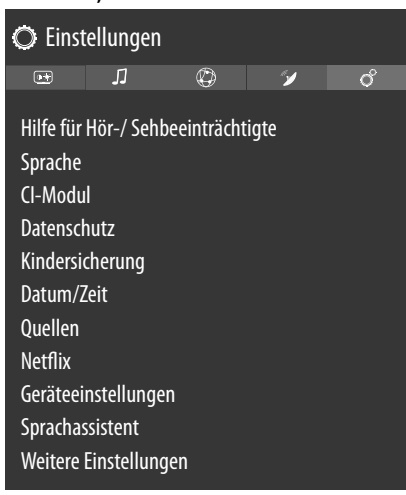 Einstellungen
Hilfe für Hör-/ Sehbeeinträchtigte
Sprache
CI-Modul
Datenschutz
Kindersicherung
Datum/Zeit
Quellen
Netflix
Geräteeinstellungen
Sprachassistent
Weitere Einstellungen